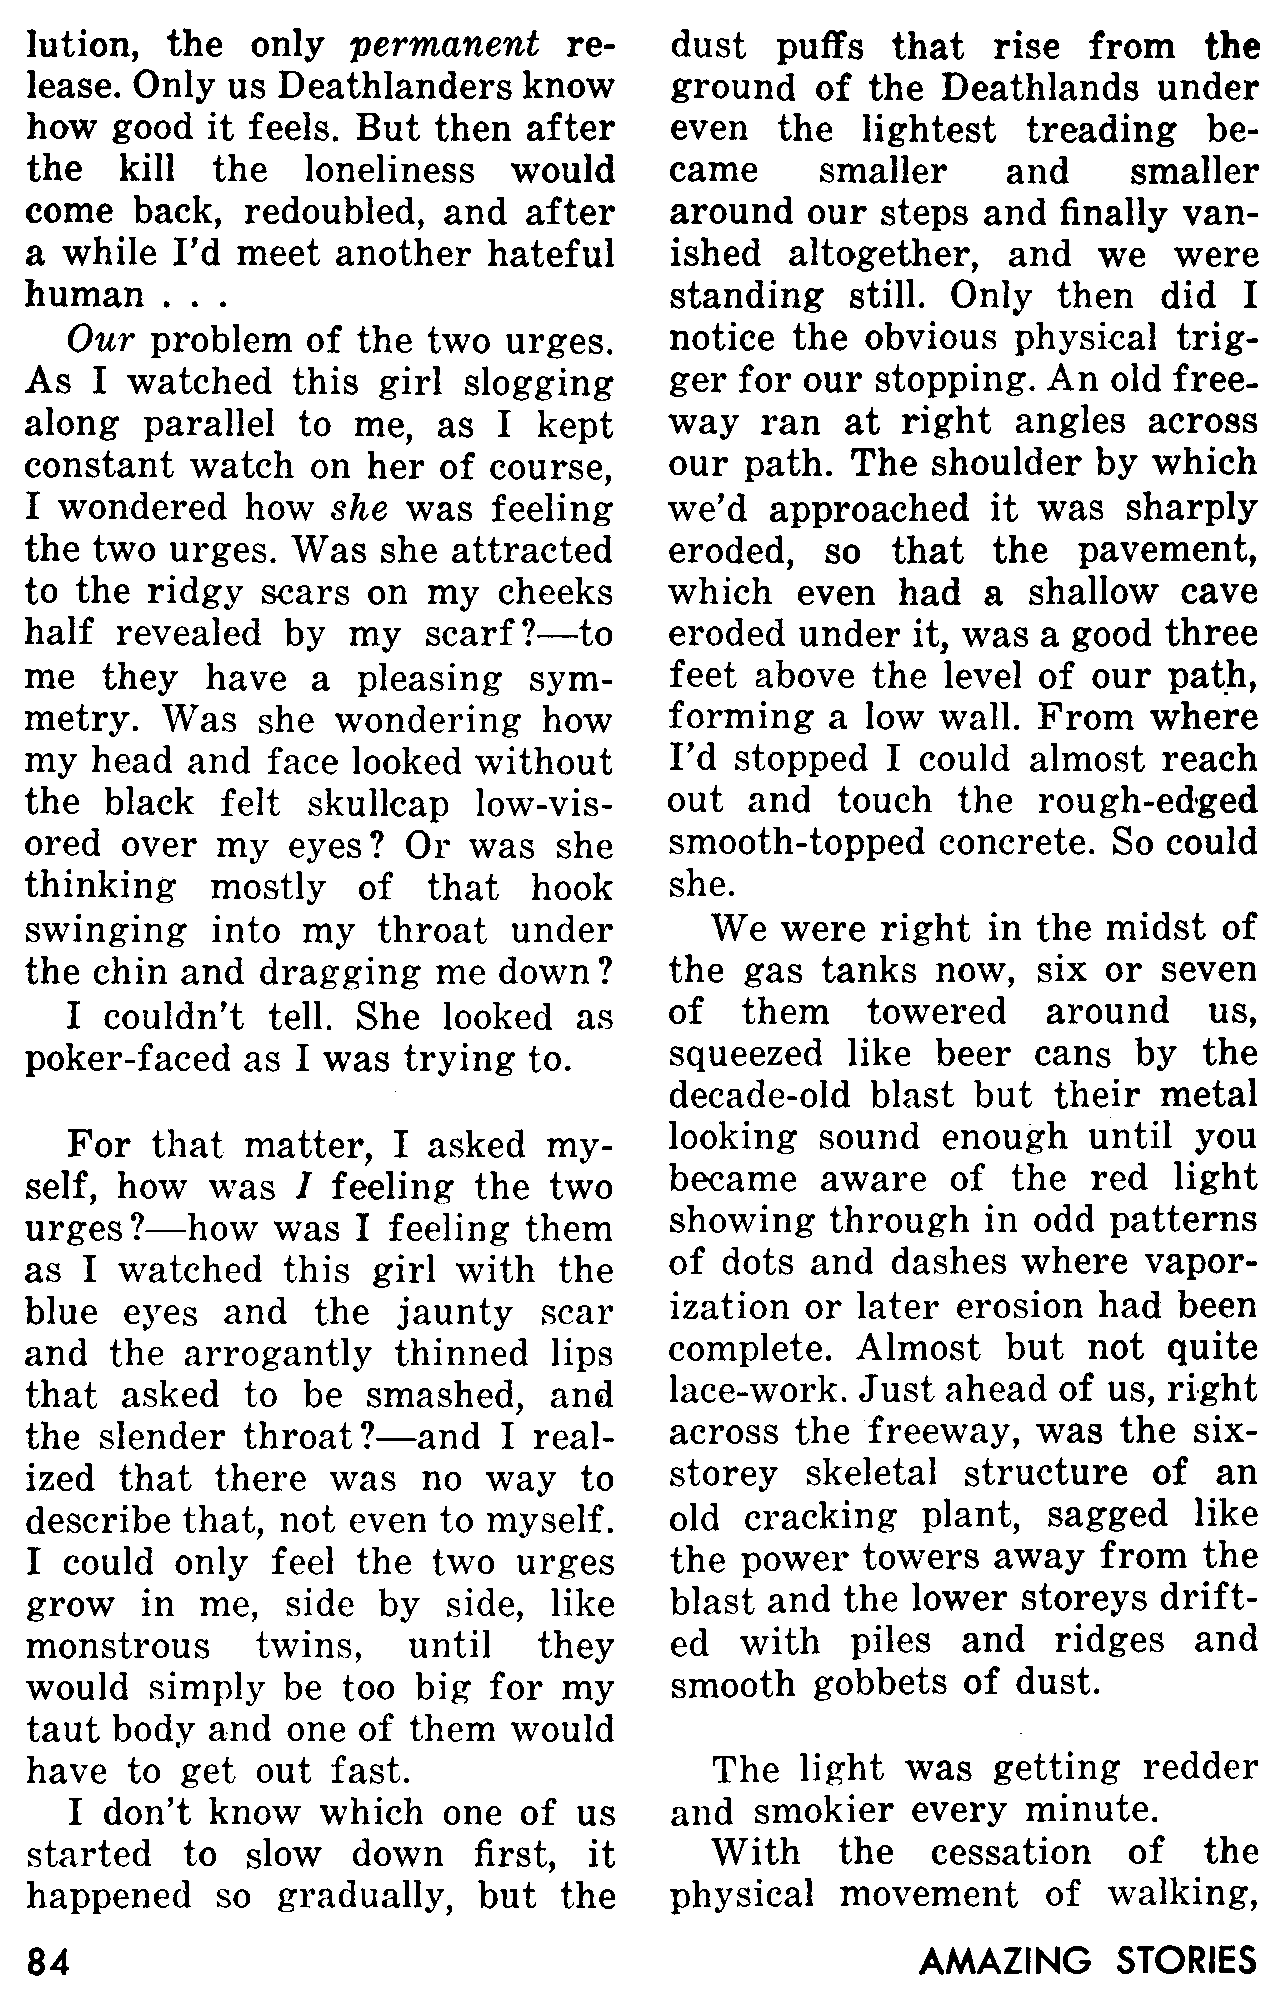 lution, the only permanent re-
lease. Only us Deathlanders know
how good it feels. But then after
the kill the loneliness would
come back, redoubled, and after
a while I'd meet another hateful
human . . .
Our problem of the two urges.
As I watched this girl slogging
along parallel to me, as I kept
constant watch on her of course,
I wondered how she was feeling
the two urges. Was she attracted
to the ridgy scars on my cheeks
half revealed by my scarf?—to
me they have a pleasing sym-
metry. Was she wondering how
my head and face looked without
the black felt skullcap low-vis-
ored over my eyes? Or was she
thinking mostly of that hook
swinging into my throat under
the chin and dragging me down?
I couldn't tell. She looked as
poker-faced as I was trying to.
For that matter, I asked my-
self, how was I feeling the two
urges?—how was I feeling them
as I watched this girl with the
blue eyes and the jaunty scar
and the arrogantly thinned lips
that asked to be smashed, and
the slender throat?—and I real-
ized that there was no way to
describe that, not even to myself.
I could only feel the two urges
grow in me, side by side, like
monstrous twins, until they
would simply be too big for my
taut body and one of them would
have to get out fast.
I don't know which one of us
started to slow down first, it
happened so gradually, but the
dust puffs that rise from the
ground of the Deathlands under
even the lightest treading be-
came smaller and smaller
around our steps and finally van-
ished altogether, and we were
standing still. Only then did I
notice the obvious physical trig-
ger for our stopping. An old free-
way ran at right angles across
our path. The shoulder by which
we'd approached it was sharply
eroded, so that the pavement,
which even had a shallow cave
eroded under it, was a good three
feet above the level of our path,
forming a low wall. From where
I'd stopped I could almost reach
out and touch the rough-edged
smooth-topped concrete. So could
she.
We were right in the midst of
the gas tanks now, six or seven
of them towered around us,
squeezed like beer cans by the
decade-old blast but their metal
looking sound enough until you
became aware of the red light
showing through in odd patterns
of dots and dashes where vapor-
ization or later erosion had been
complete. Almost but not quite
lace-work. Just ahead of us, right
across the freeway, was the six-
storey skeletal structure of an
old cracking plant, sagged like
the power towers away from the
blast and the lower storeys drift-
ed with piles and ridges and
smooth gobbets of dust.
The light was getting redder
and smokier every minute.
With the cessation of the
physical movement of walking,
84
AMAZING STORIES